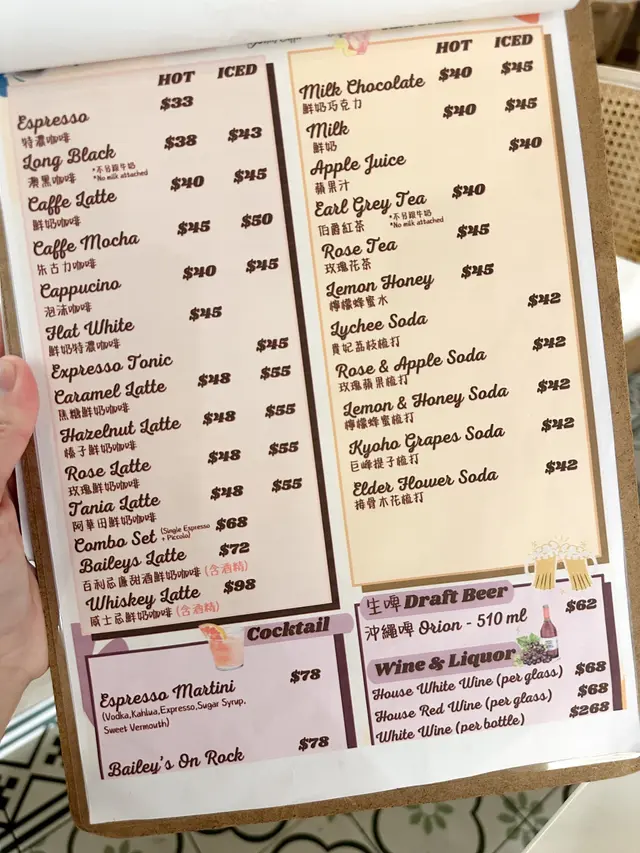 HOT ICED
Espresso $33
特濃咖啡
Long Black $38 $43
澳黑咖啡 *不另跟牛奶
*No milk attached
Caffe Latte $40 $45
鮮奶咖啡
Caffe Mocha $45 $50
朱古力咖啡
Cappucino $40 $45
泡沫咖啡
Flat White $45
鮮奶特濃咖啡
Expresso Tonic $45
Caramel Latte $48 $55
焦糖鮮奶咖啡
Hazelnut Latte $48 $55
榛子鮮奶咖啡
Rose Latte $48 $55
玫瑰鮮奶咖啡
Tania Latte $48 $55
阿華田鮮奶咖啡
Combo Set (Single Espresso + Piccolo) $68
Baileys Latte $72
百利忌廉甜酒鮮奶咖啡 (含酒精)
Whiskey Latte $98
威士忌鮮奶咖啡 (含酒精)
Cocktail
Espresso Martini $78
(Vodka,Kahlua,Expresso,Sugar Syrup,
Sweet Vermouth)
Bailey's On Rock $78
HOT ICED
Milk Chocolate $40 $45
鮮奶巧克力
Milk $40 $45
鮮奶
Apple Juice $40
蘋果汁
Earl Grey Tea $40
伯爵紅茶 *不另跟牛奶
*No milk attached
Rose Tea $45
玫瑰花茶
Lemon Honey $45
檸檬蜂蜜水
Lychee Soda $42
貴妃荔枝梳打
Rose & Apple Soda $42
玫瑰蘋果梳打
Lemon & Honey Soda $42
檸檬蜂蜜梳打
Kyoho Grapes Soda $42
巨峰提子梳打
Elder Flower Soda $42
接骨木花梳打
生啤 Draft Beer
沖繩啤 Orion - 510 ml $62
Wine & Liquor
House White Wine (per glass) $68
House Red Wine (per glass) $68
White Wine (per bottle) $268